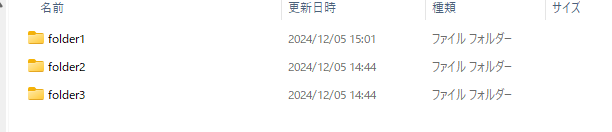 名前 更新日時 種類 サイズ
folder1 2024/12/05 15:01 ファイル フォルダー
folder2 2024/12/05 14:44 ファイル フォルダー
folder3 2024/12/05 14:44 ファイル フォルダー